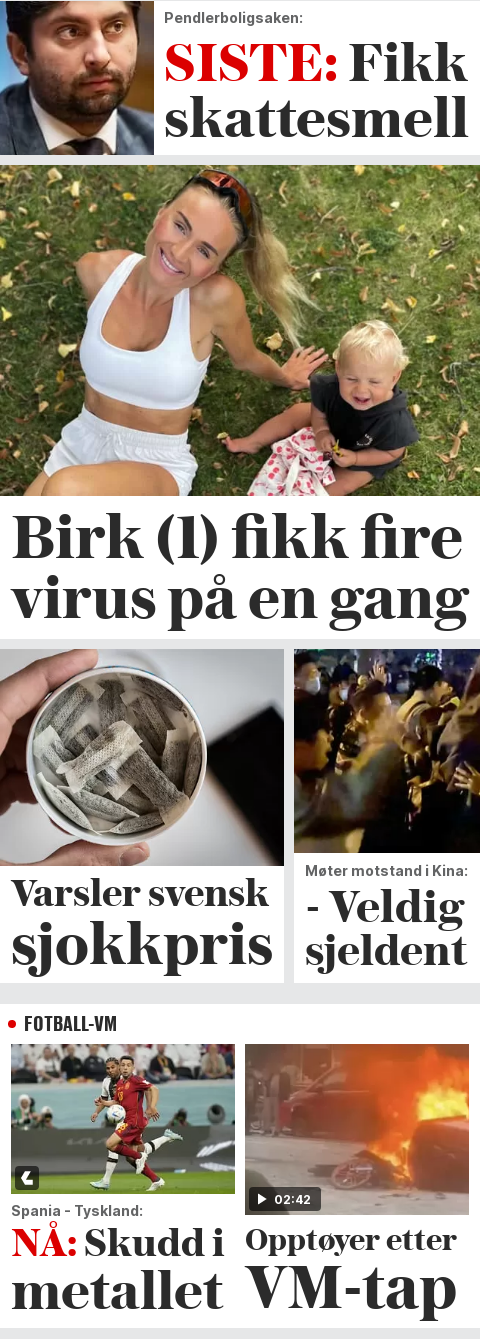 Pendlerboligsaken:
SISTE: Fikk
skattesmell
Birk (1) fikk fire
virus på en gang
Varsler svensk
sjokkpris
Møter motstand i Kina:
- Veldig
sjeldent
FOTBALL-VM
Spania - Tyskland:
NÅ: Skudd i
metallet
02:42
Opptøyer etter
VM-tap